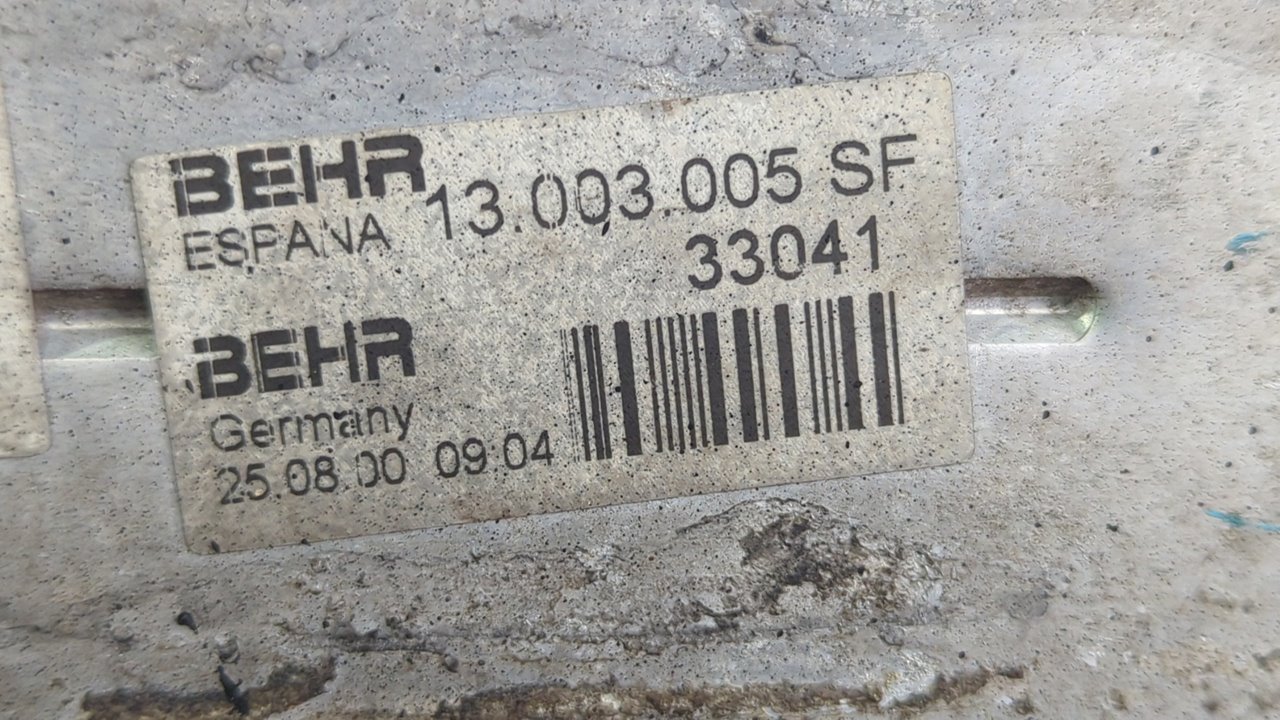 BEHR 13.003.005 SF
ESPANA
33041
BEHR
Germany
25.08.00 09:04